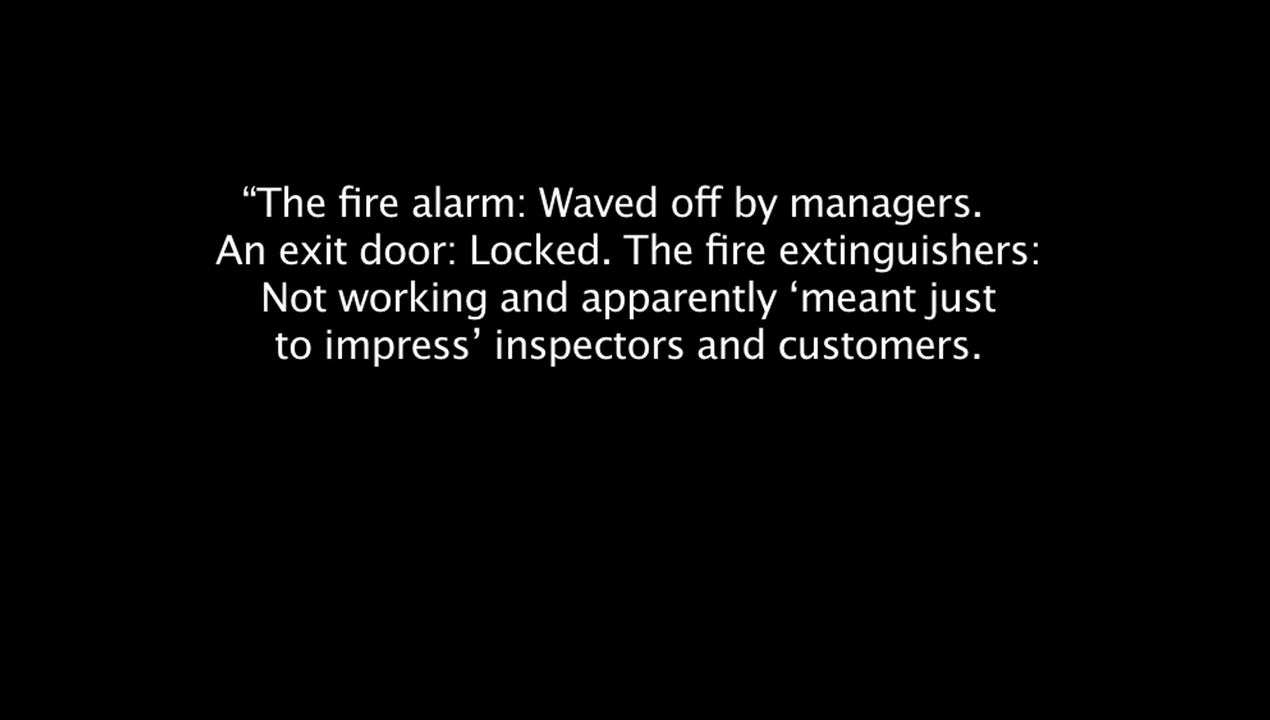 “The fire alarm: Waved off by managers.
An exit door: Locked. The fire extinguishers:
Not working and apparently ‘meant just
to impress’ inspectors and customers.